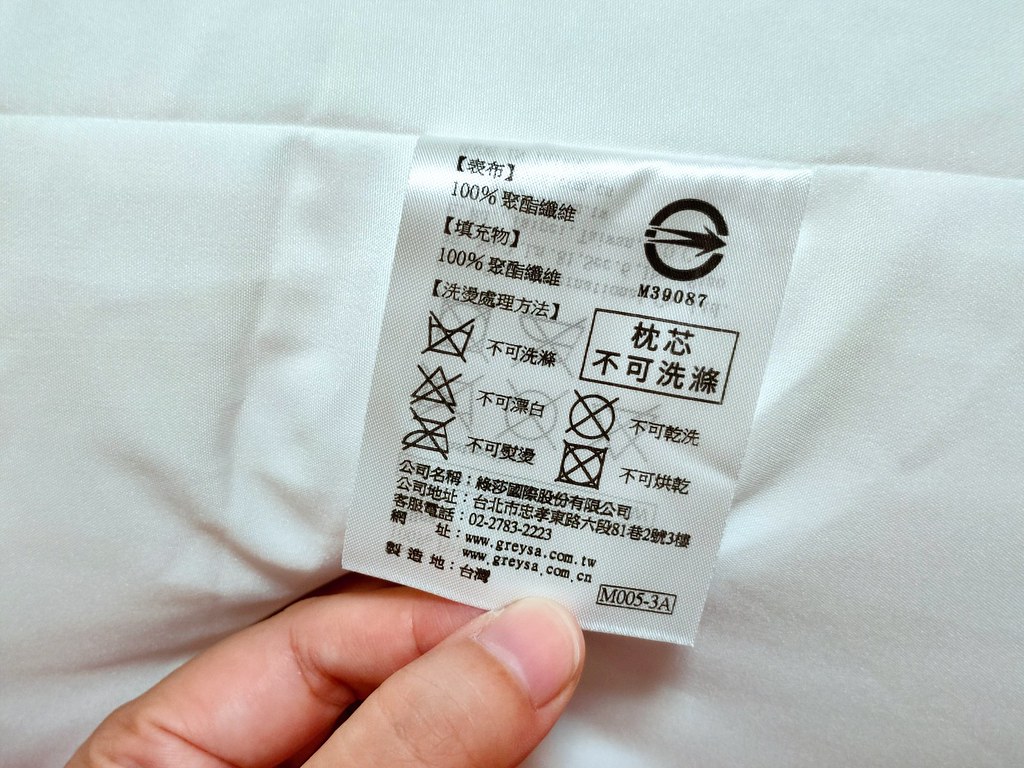 【表布】
100% 聚酯纖維
【填充物】
100% 聚酯纖維
【洗燙處理方法】
M39087
枕芯
不可洗滌
不可洗滌
不可漂白
不可乾洗
不可熨燙
不可烘乾
公司名稱：綠莎國際股份有限公司
公司地址：台北市忠孝東路六段81巷2號3樓
客服電話：02-2783-2223
網　　址：www.greysa.com.tw
www.greysa.com.cn
製 造 地：台灣
M005-3A